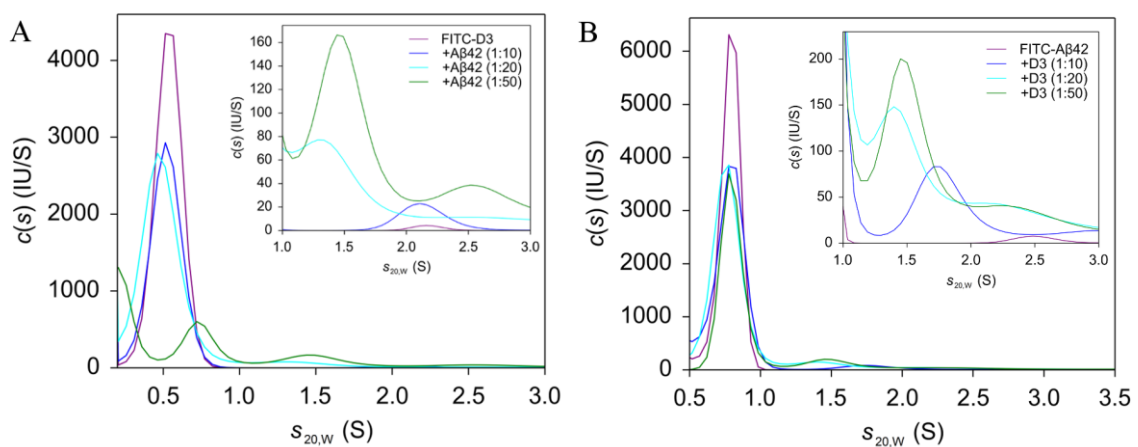 A
c(s) (IU/S)
4000
3000
2000
1000
0
0.5 1.0 1.5 2.0 2.5 3.0
s20,W (S)
c(s) (IU/S)
160
140
120
100
80
60
40
20
0
1.0 1.5 2.0 2.5 3.0
s20,W (S)
FITC-D3
+Aβ42 (1:10)
+Aβ42 (1:20)
+Aβ42 (1:50)
B
c(s) (IU/S)
6000
5000
4000
3000
2000
1000
0
0.5 1.0 1.5 2.0 2.5 3.0 3.5
s20,W (S)
c(s) (IU/S)
200
150
100
50
0
1.0 1.5 2.0 2.5 3.0
s20,W (S)
FITC-Aβ42
+D3 (1:10)
+D3 (1:20)
+D3 (1:50)